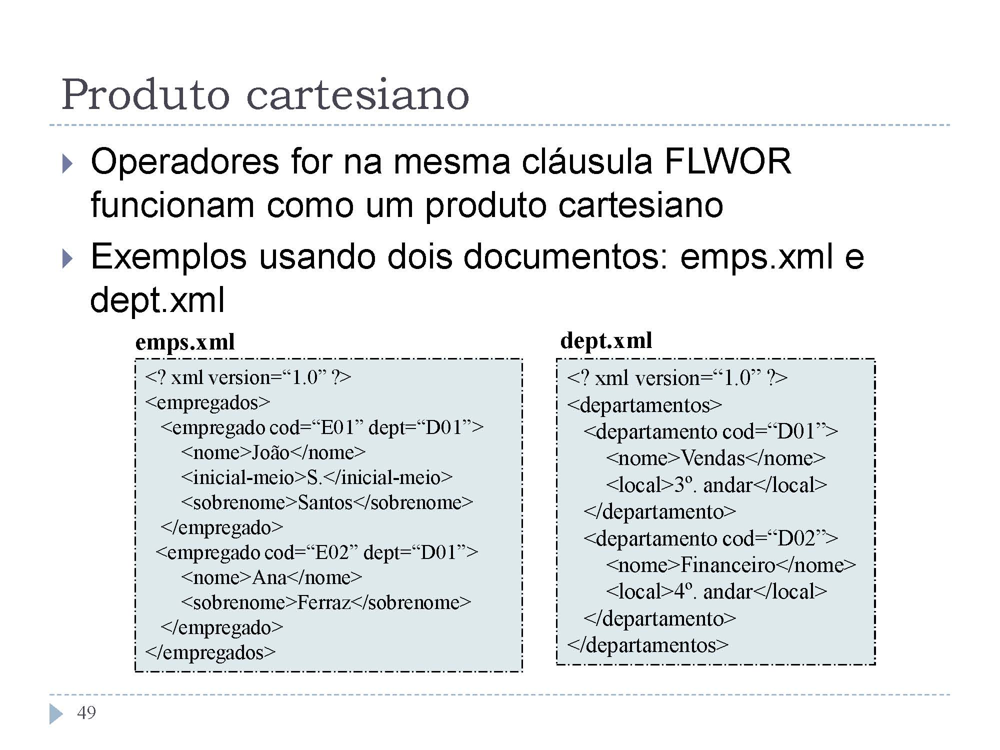 Produto cartesiano
Operadores for na mesma cláusula FLWOR
funcionam como um produto cartesiano
Exemplos usando dois documentos: emps.xml e
dept.xml
emps.xml
<? xml version=“1.0” ?>
<empregados>
<empregado cod=“E01” dept=“D01”>
<nome>João</nome>
<inicial-meio>S.</inicial-meio>
<sobrenome>Santos</sobrenome>
</empregado>
<empregado cod=“E02” dept=“D01”>
<nome>Ana</nome>
<sobrenome>Ferraz</sobrenome>
</empregado>
</empregados>
dept.xml
<? xml version=“1.0” ?>
<departamentos>
<departamento cod=“D01”>
<nome>Vendas</nome>
<local>3º. andar</local>
</departamento>
<departamento cod=“D02”>
<nome>Financeiro</nome>
<local>4º. andar</local>
</departamento>
</departamentos>
49